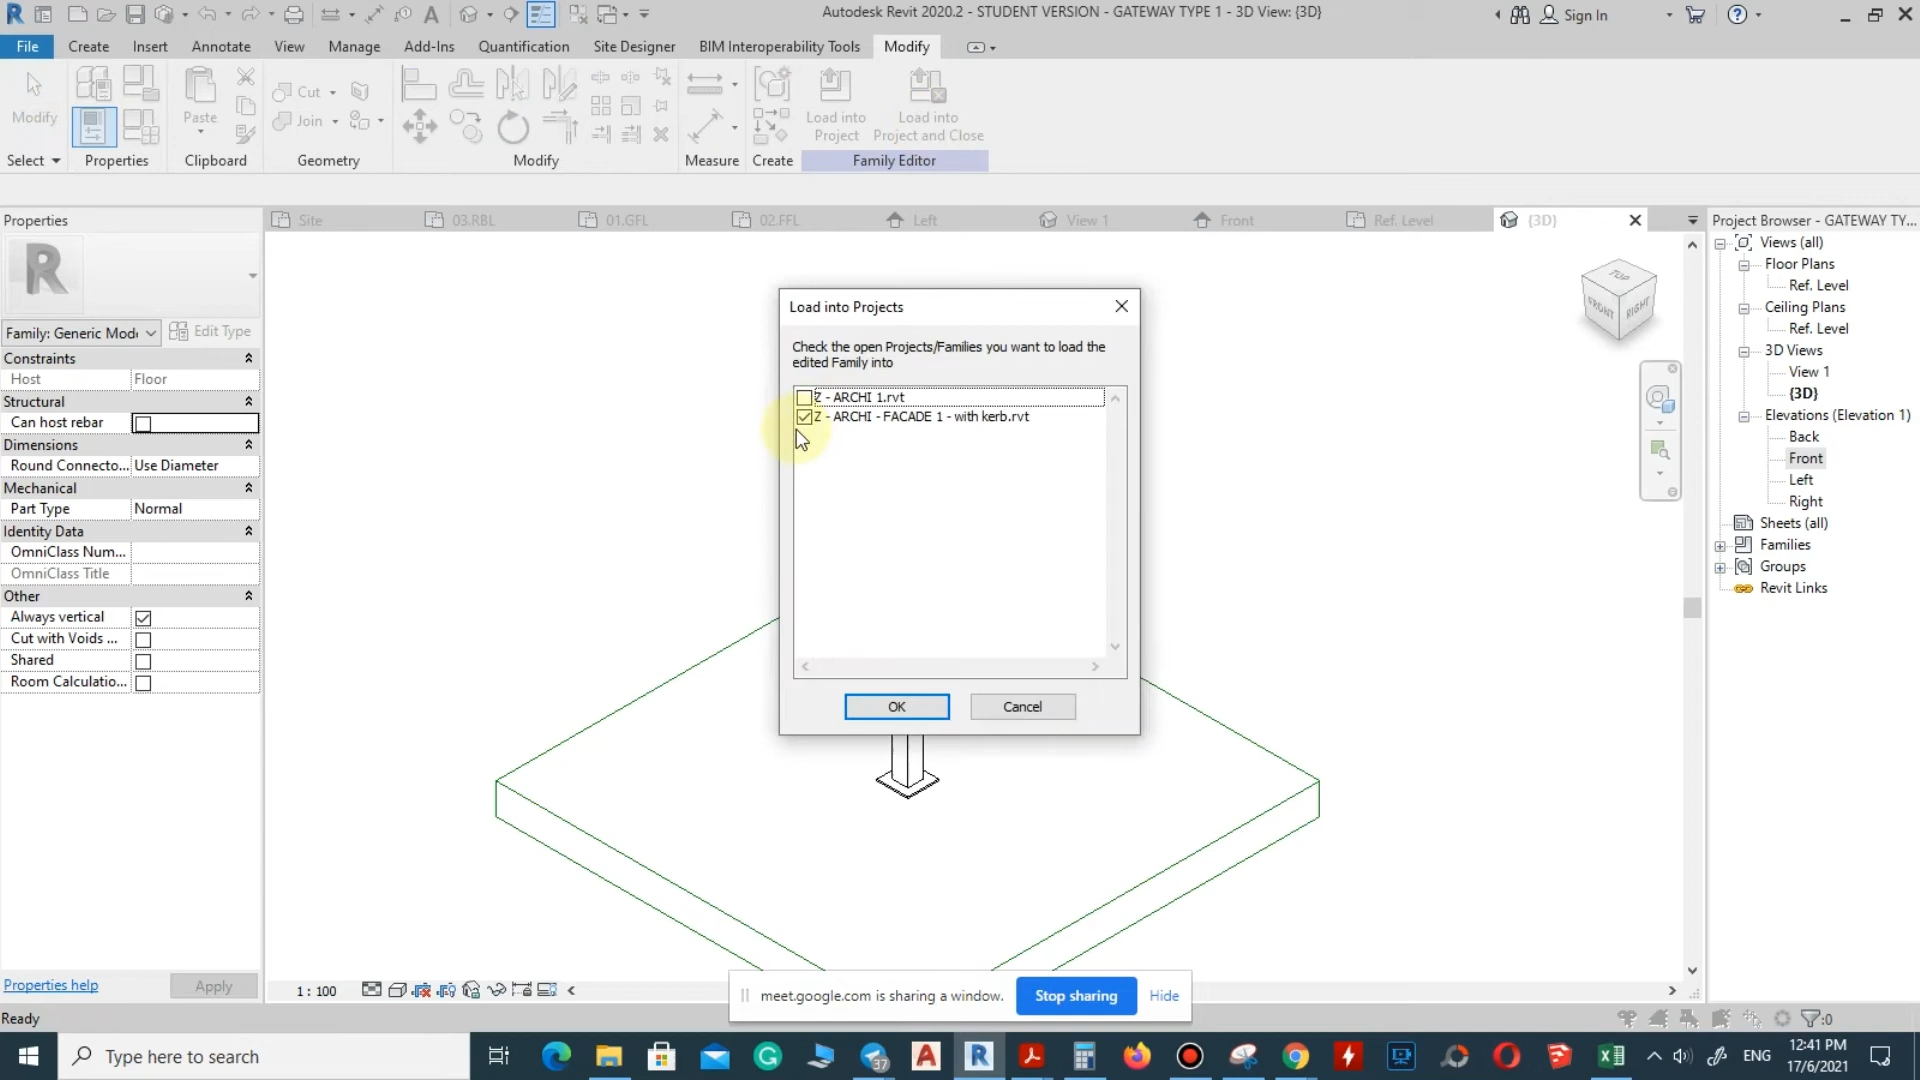 Autodesk Revit 2020.2 - STUDENT VERSION - GATEWAY TYPE 1 - 3D View: {3D}
Sign In
File Create Insert Annotate View Manage Add-Ins Quantification Site Designer BIM Interoperability Tools Modify
Modify
Paste
Cut
Join
Load into Project
Load into Project and Close
Select Properties Clipboard Geometry Modify Measure Create Family Editor
Properties
Site 03.RBL 01.GFL 02.FFL Left View 1 Front Ref. Level {3D}
Project Browser - GATEWAY TY...
Family: Generic Mode
Edit Type
Constraints
Host Floor
Structural
Can host rebar
Dimensions
Round Connecto... Use Diameter
Mechanical
Part Type Normal
Identity Data
OmniClass Num...
OmniClass Title
Other
Always vertical
Cut with Voids ...
Shared
Room Calculatio...
Properties help
Apply
TOP
FRONT
RIGHT
Load into Projects
Check the open Projects/Families you want to load the
edited Family into
Z - ARCHI 1.rvt
Z - ARCHI - FACADE 1 - with kerb.rvt
OK Cancel
Views (all)
Floor Plans
Ref. Level
Ceiling Plans
Ref. Level
3D Views
View 1
{3D}
Elevations (Elevation 1)
Back
Front
Left
Right
Sheets (all)
Families
Groups
Revit Links
1 : 100
meet.google.com is sharing a window.
Stop sharing
Hide
Ready
:0
Type here to search
37
ENG
12:41 PM
17/6/2021